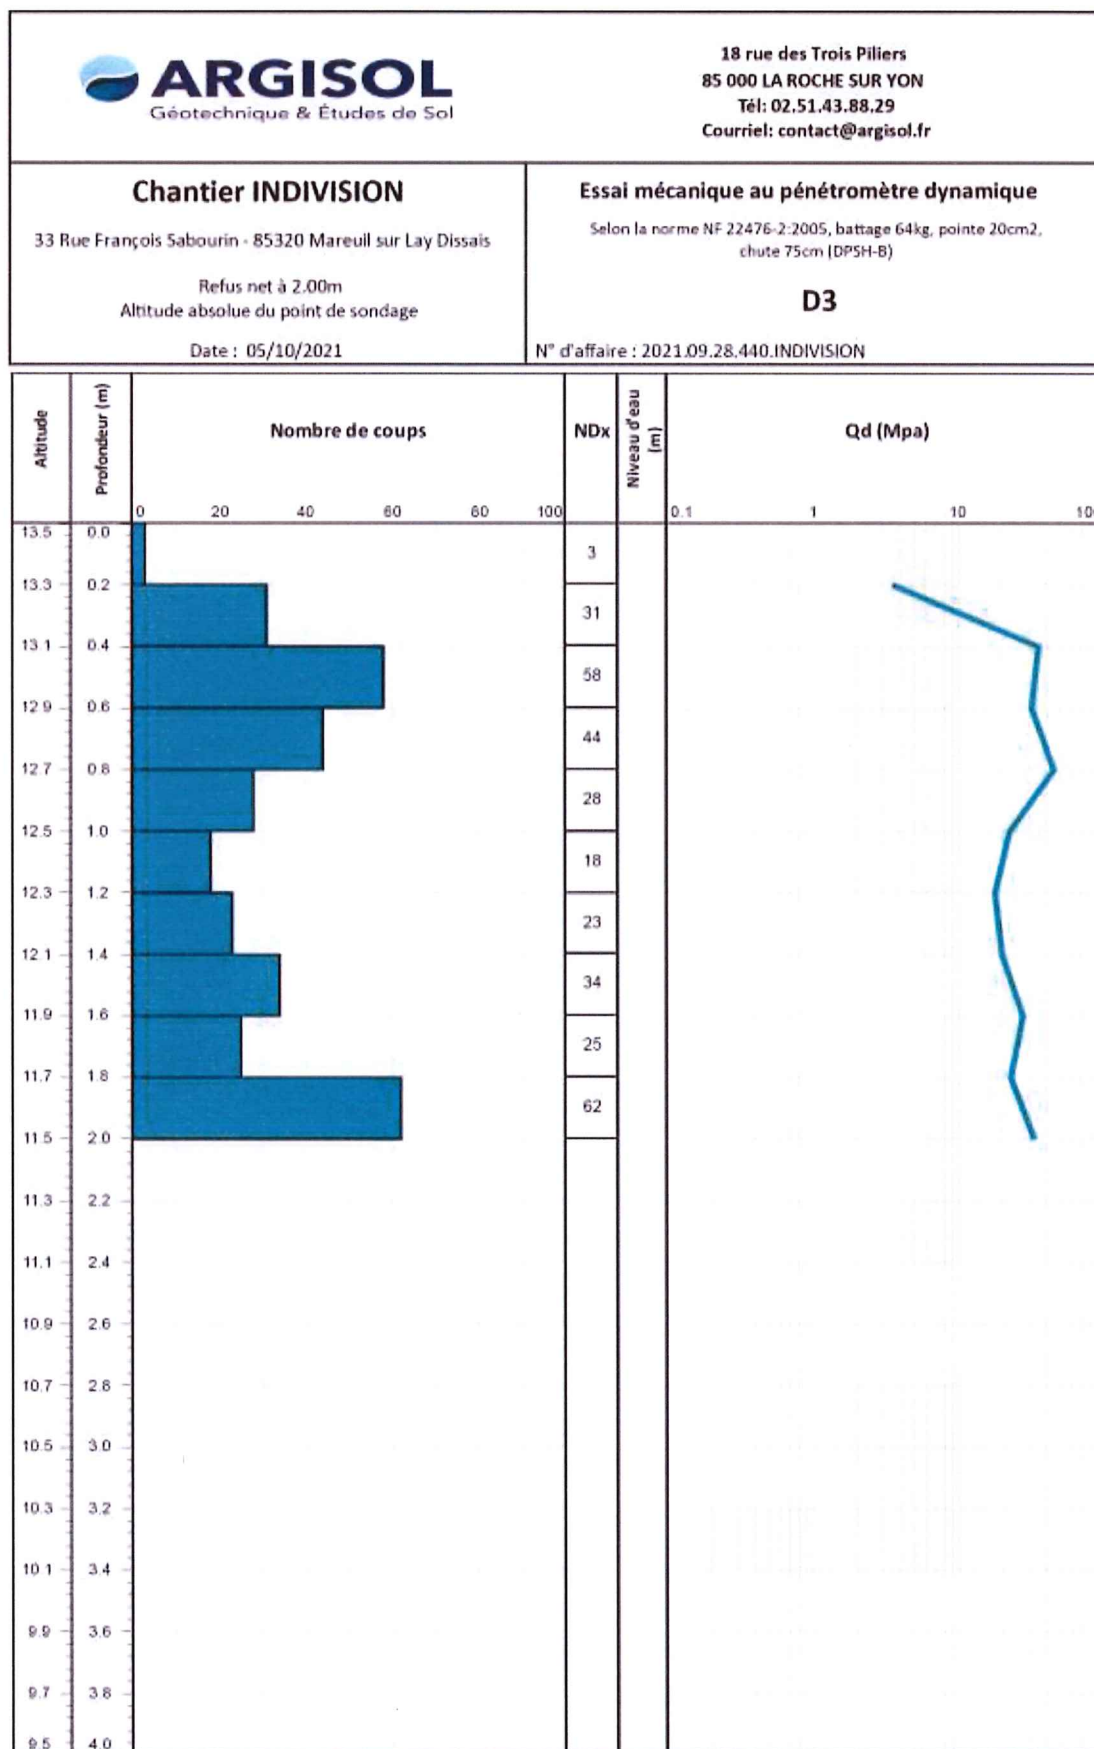 ARGISOL
Géotechnique & Études de Sol
18 rue des Trois Piliers
85 000 LA ROCHE SUR YON
Tél: 02.51.43.88.29
Courriel: contact@argisol.fr
Chantier INDIVISION
33 Rue François Sabourin - 85320 Mareuil sur Lay Dissais
Refus net à 2.00m
Altitude absolue du point de sondage
Date : 05/10/2021
Essai mécanique au pénétromètre dynamique
Selon la norme NF 22476-2:2005, battage 64kg, pointe 20cm2,
chute 75cm (DPSH-B)
D3
N° d'affaire : 2021.09.28.440.INDIVISION
Altitude
Profondeur (m)
Nombre de coups
NDx
Niveau d'eau
(m)
Qd (Mpa)
0 20 40 60 80 100
0.1 1 10 100
13.5 0.0
3
13.3 0.2
31
13.1 0.4
58
12.9 0.6
44
12.7 0.8
28
12.5 1.0
18
12.3 1.2
23
12.1 1.4
34
11.9 1.6
25
11.7 1.8
62
11.5 2.0
11.3 2.2
11.1 2.4
10.9 2.6
10.7 2.8
10.5 3.0
10.3 3.2
10.1 3.4
9.9 3.6
9.7 3.8
9.5 4.0